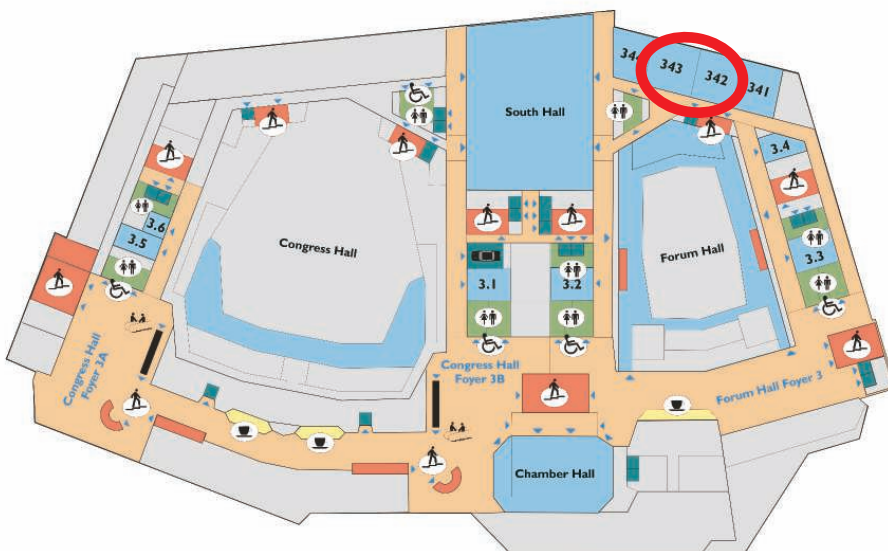 344
343
342
341
South Hall
3.4
3.6
3.5
Congress Hall
Forum Hall
3.3
3.1
3.2
Congress Hall
Foyer 3A
Congress Hall
Foyer 3B
Forum Hall Foyer 3
Chamber Hall